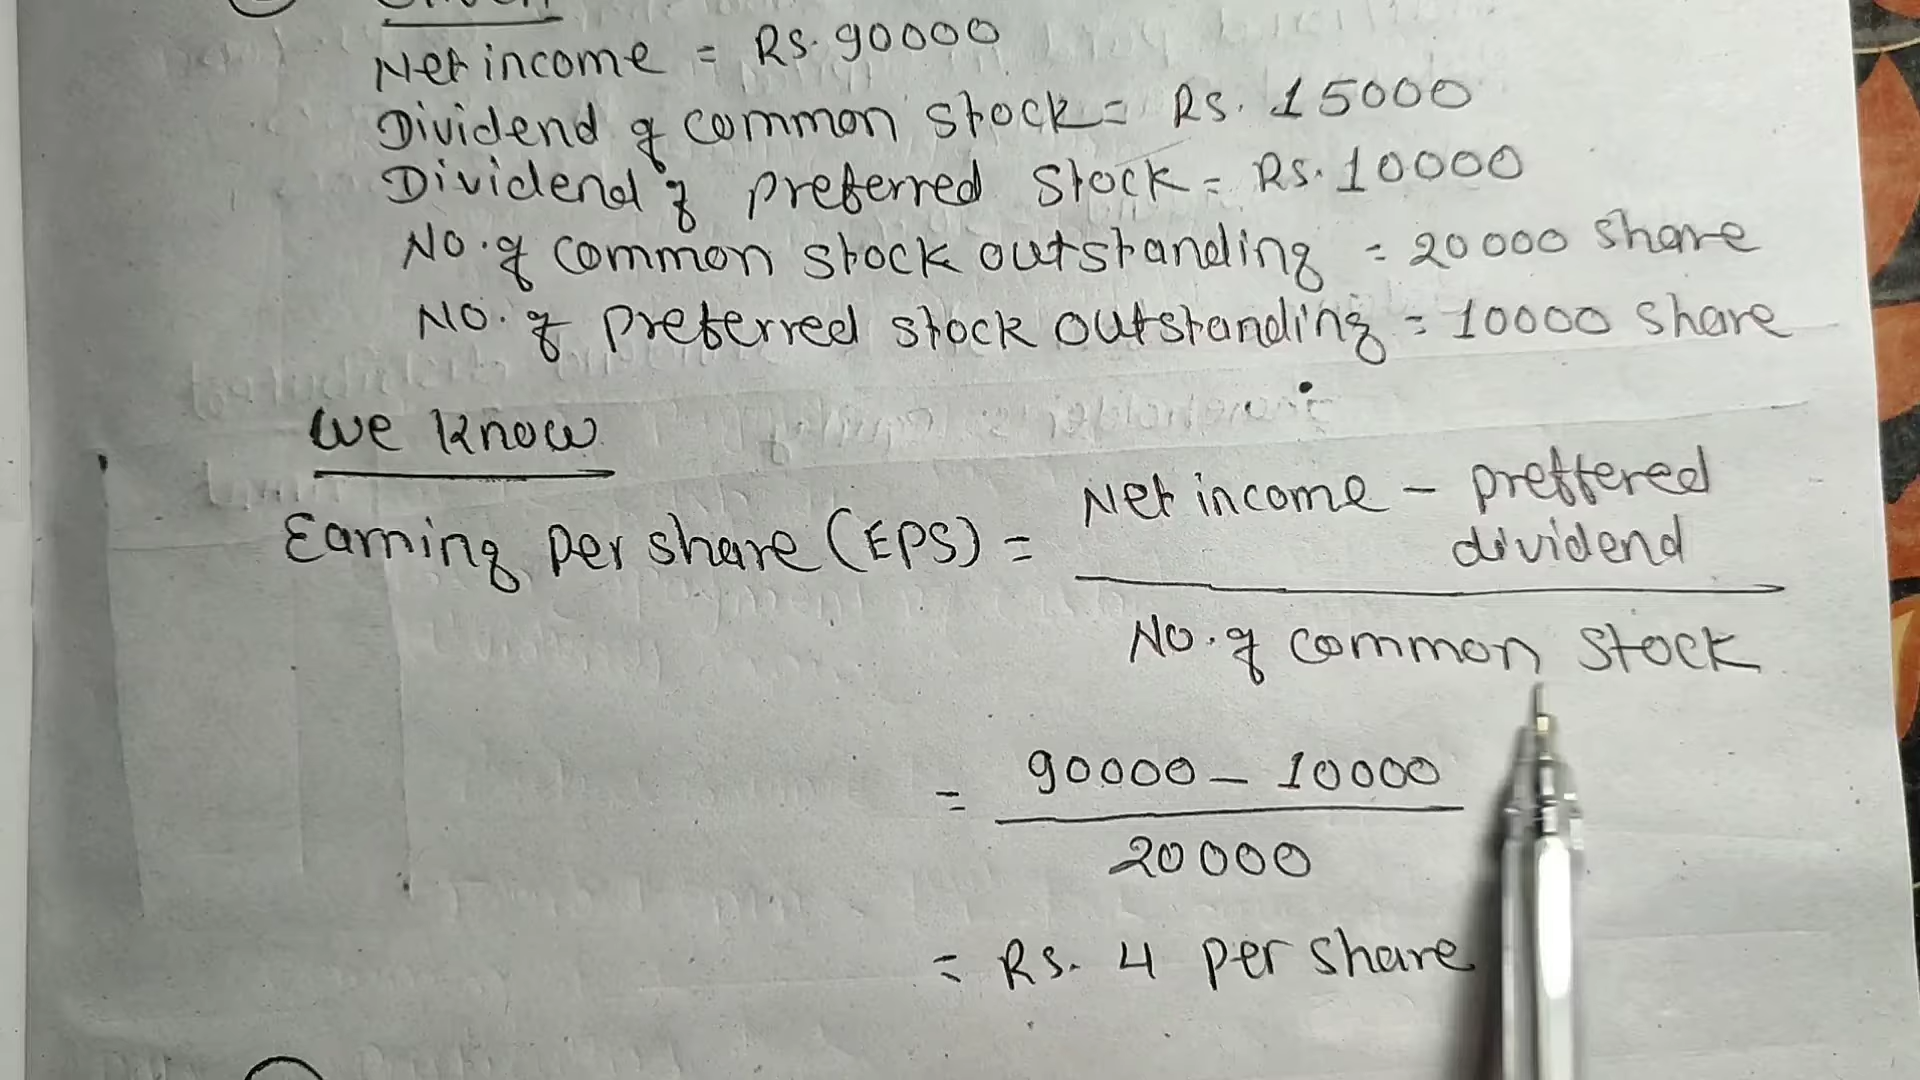 Net income = Rs. 90000
Dividend of common stock = Rs. 15000
Dividend of preferred stock = Rs. 10000
No. of common stock outstanding = 20000 share
No. of preferred stock outstanding = 10000 share
We know
Earning per share (EPS) = Net income - preffered dividend
No. of common stock
= 90000 - 10000
20000
= Rs. 4 per share